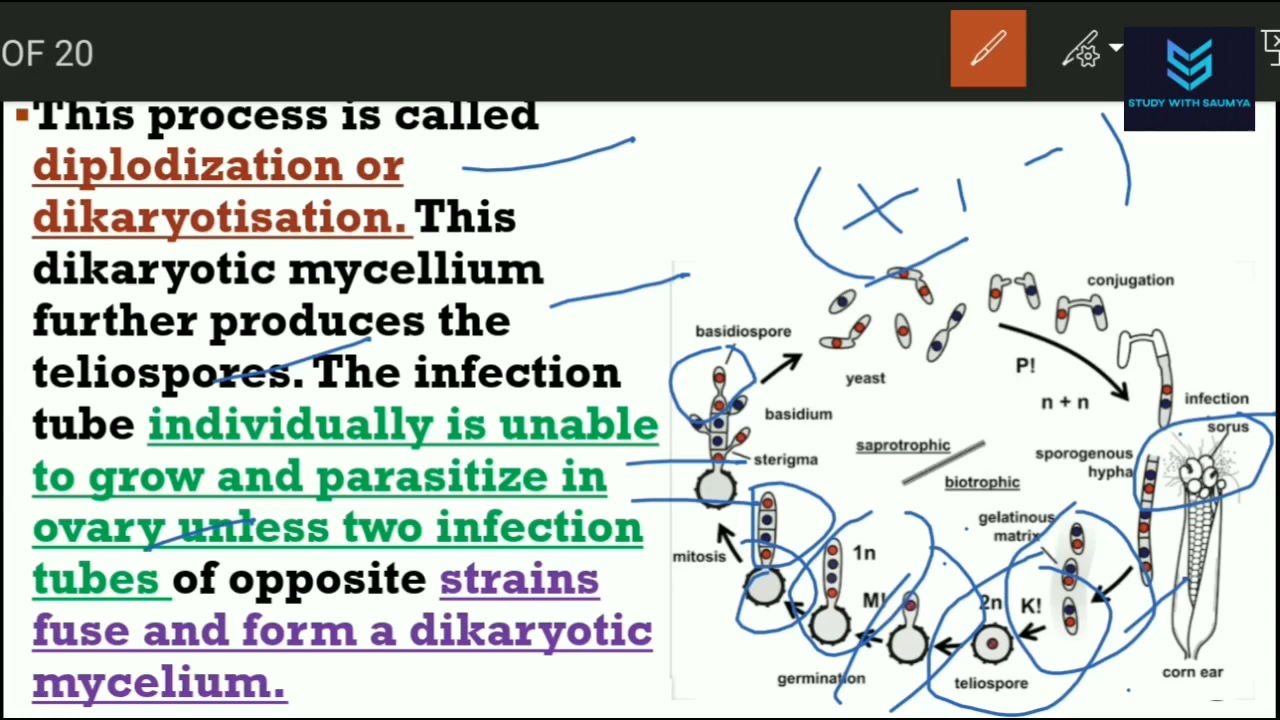 OF 20
STUDY WITH SAUMYA
▪This process is called
diplodization or
dikaryotisation. This
dikaryotic mycellium
further produces the
teliospores. The infection
tube individually is unable
to grow and parasitize in
ovary unless two infection
tubes of opposite strains
fuse and form a dikaryotic
mycelium.
(x, -)
conjugation
basidiospore
yeast
P!
n + n
infection
basidium
sorus
saprotrophic
sterigma
sporogenous
hypha
biotrophic
gelatinous
matrix
mitosis
1n
M!
2n
K!
germination
teliospore
corn ear